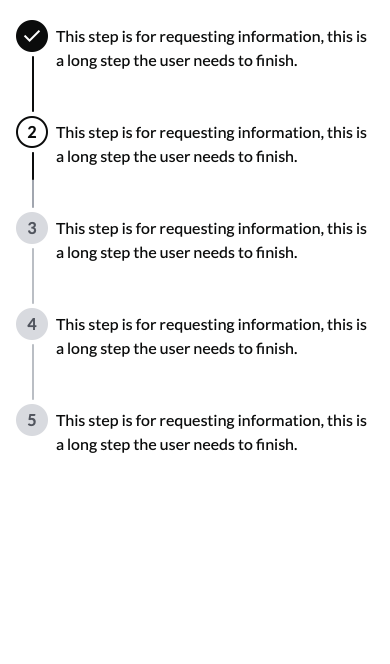 This step is for requesting information, this is
a long step the user needs to finish.
2 This step is for requesting information, this is
a long step the user needs to finish.
3 This step is for requesting information, this is
a long step the user needs to finish.
4 This step is for requesting information, this is
a long step the user needs to finish.
5 This step is for requesting information, this is
a long step the user needs to finish.